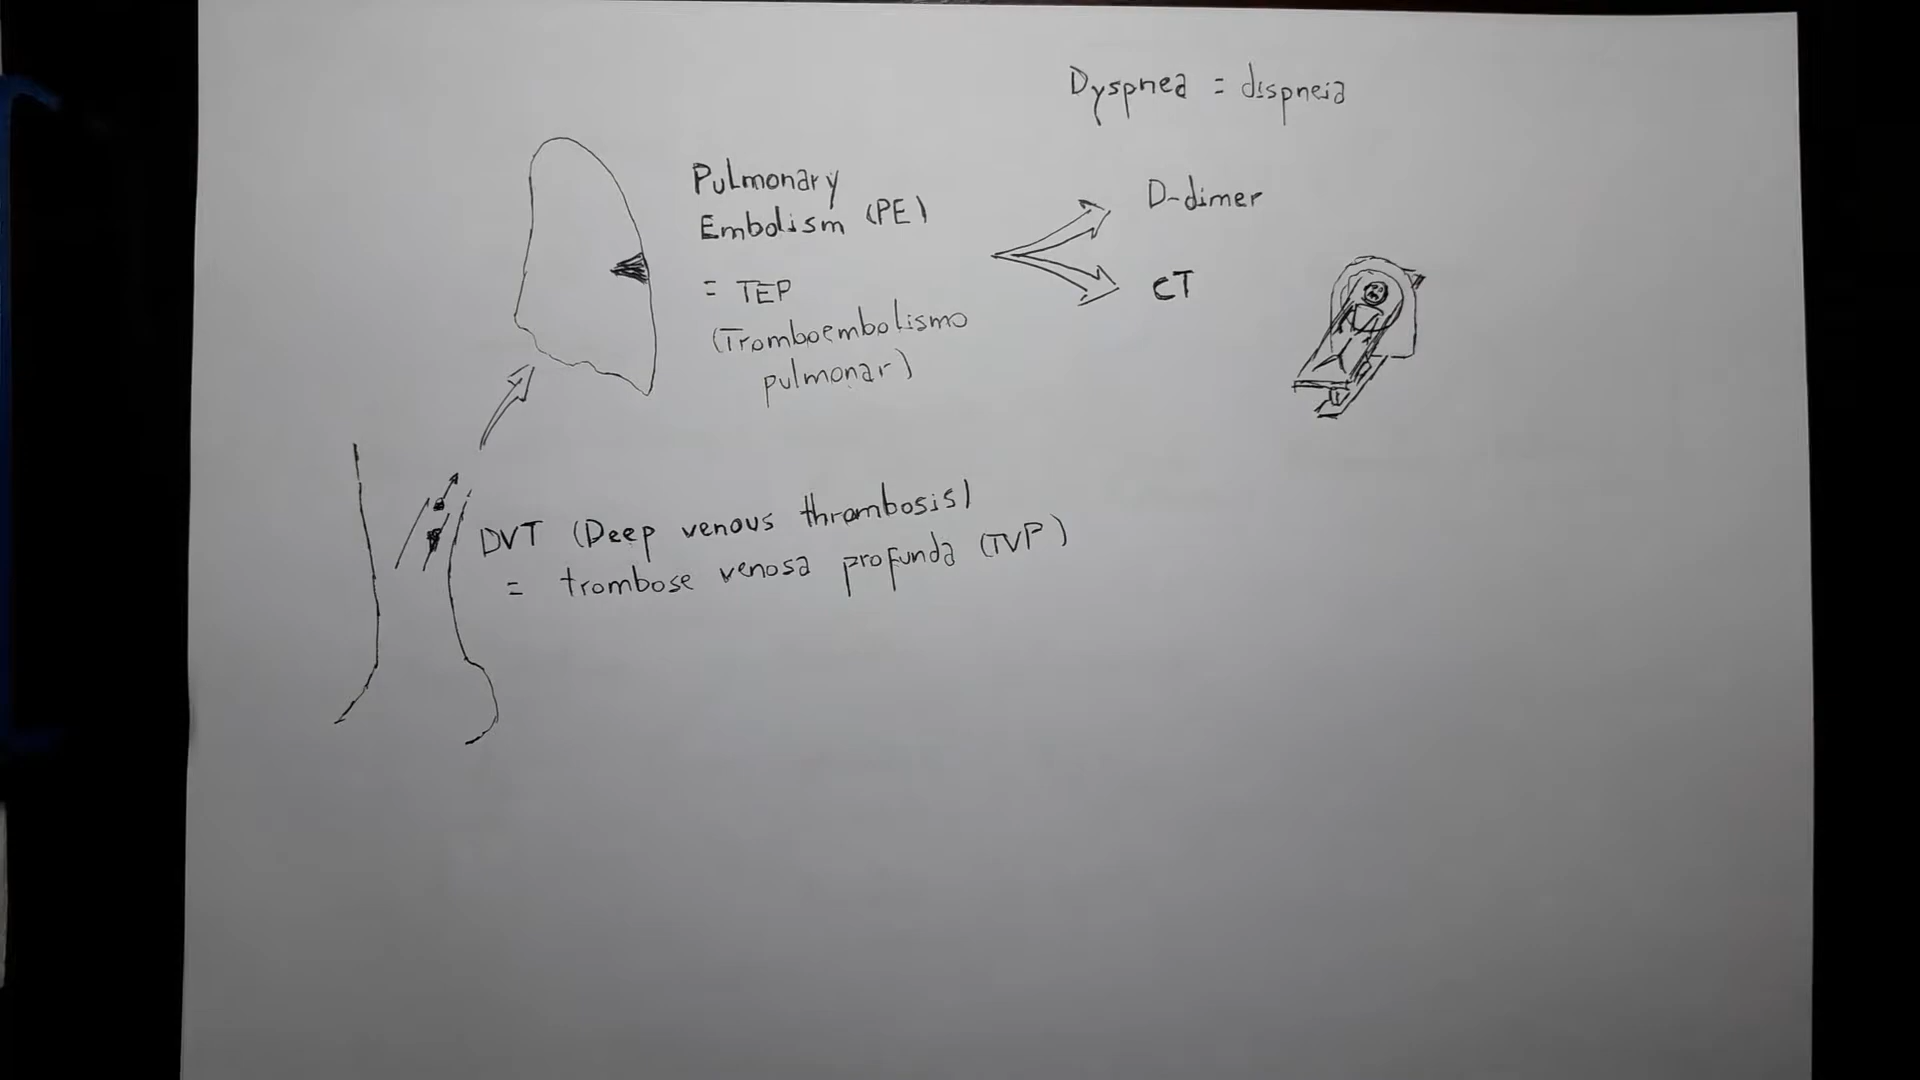 Dyspnea = dispneia
Pulmonary
Embolism (PE)
= TEP
(Tromboembolismo
pulmonar)
D-dimer
CT
DVT (Deep venous thrombosis)
= trombose venosa profunda (TVP)